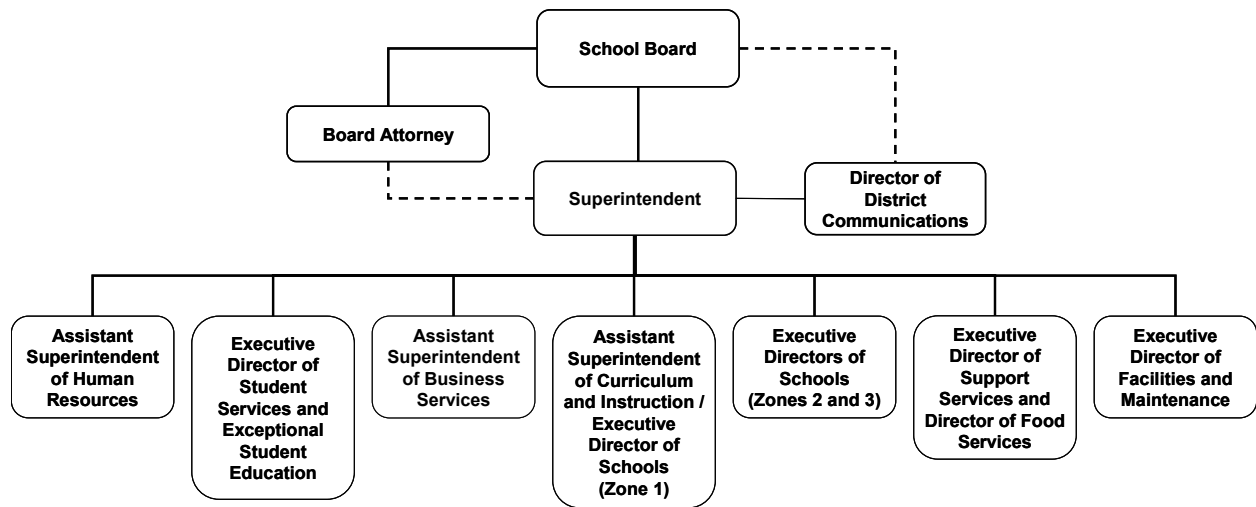 School Board
Board Attorney
Superintendent
Director of
District
Communications
Assistant
Superintendent
of Human
Resources
Executive
Director of
Student
Services and
Exceptional
Student
Education
Assistant
Superintendent
of Business
Services
Assistant
Superintendent
of Curriculum
and Instruction /
Executive
Director of
Schools
(Zone 1)
Executive
Directors of
Schools
(Zones 2 and 3)
Executive
Director of
Support
Services and
Director of Food
Services
Executive
Director of
Facilities and
Maintenance